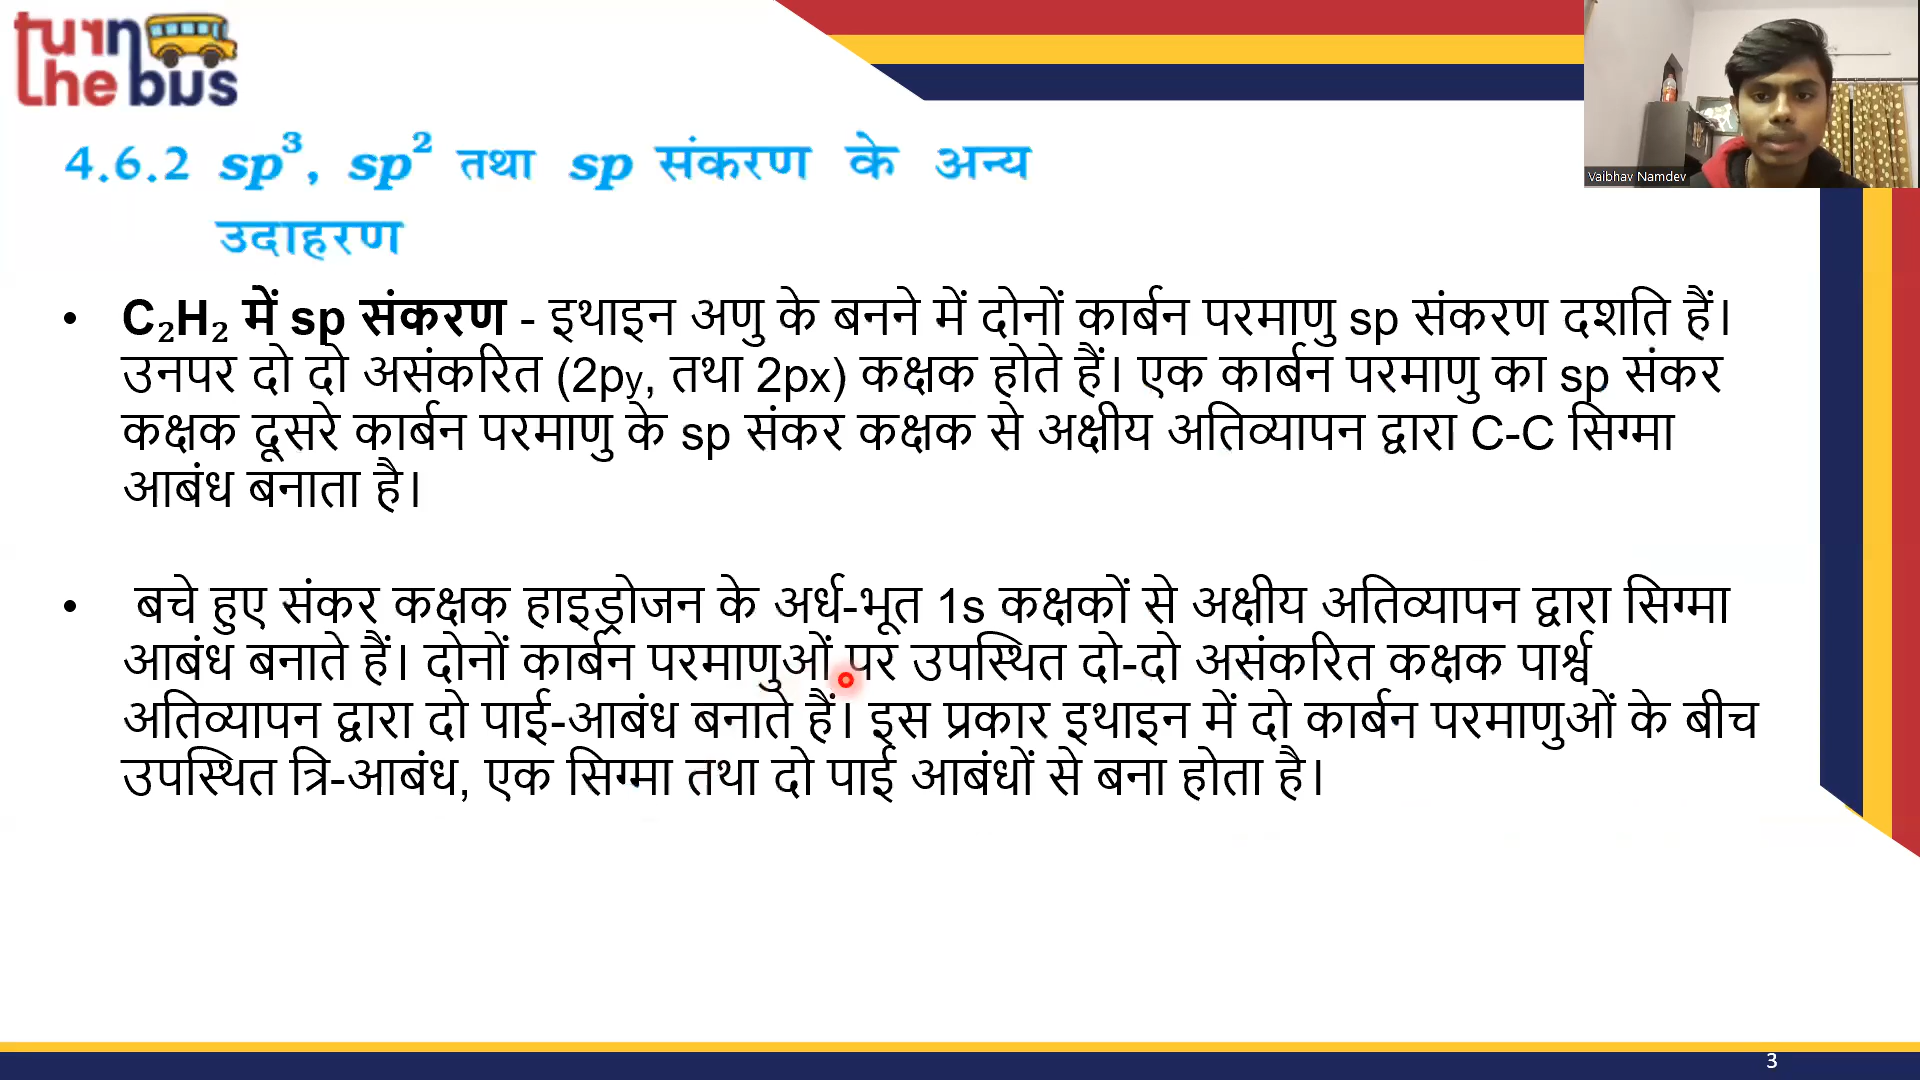 turn
the bus
Vaibhav Namdev
4.6.2 sp³, sp² तथा sp संकरण के अन्य
उदाहरण
• C₂H₂ में sp संकरण - इथाइन अणु के बनने में दोनों कार्बन परमाणु sp संकरण दशति हैं।
उनपर दो दो असंकरित (2py, तथा 2px) कक्षक होते हैं। एक कार्बन परमाणु का sp संकर
कक्षक दूसरे कार्बन परमाणु के sp संकर कक्षक से अक्षीय अतिव्यापन द्वारा C-C सिग्मा
आबंध बनाता है।
• बचे हुए संकर कक्षक हाइड्रोजन के अर्ध-भूत 1s कक्षकों से अक्षीय अतिव्यापन द्वारा सिग्मा
आबंध बनाते हैं। दोनों कार्बन परमाणुओं पर उपस्थित दो-दो असंकरित कक्षक पार्श्व
अतिव्यापन द्वारा दो पाई-आबंध बनाते हैं। इस प्रकार इथाइन में दो कार्बन परमाणुओं के बीच
उपस्थित त्रि-आबंध, एक सिग्मा तथा दो पाई आबंधों से बना होता है।
3